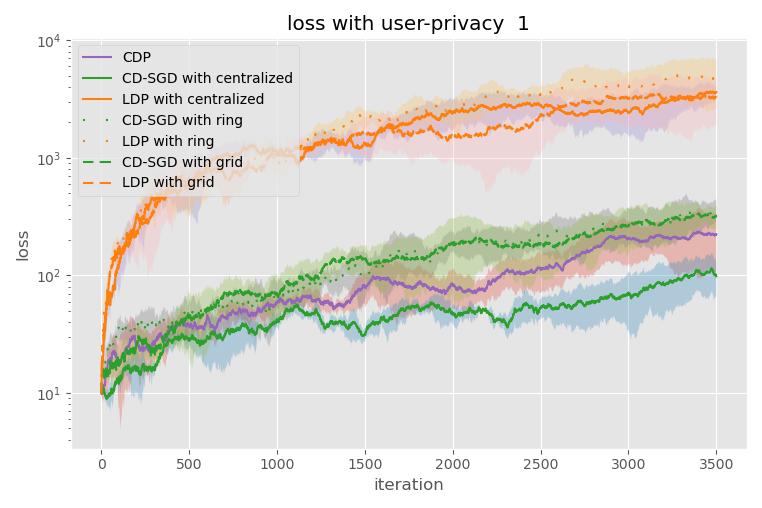 loss with user-privacy  1
CDP
CD-SGD with centralized
LDP with centralized
CD-SGD with ring
LDP with ring
CD-SGD with grid
LDP with grid
10^4
10^3
10^2
10^1
loss
0 500 1000 1500 2000 2500 3000 3500
iteration